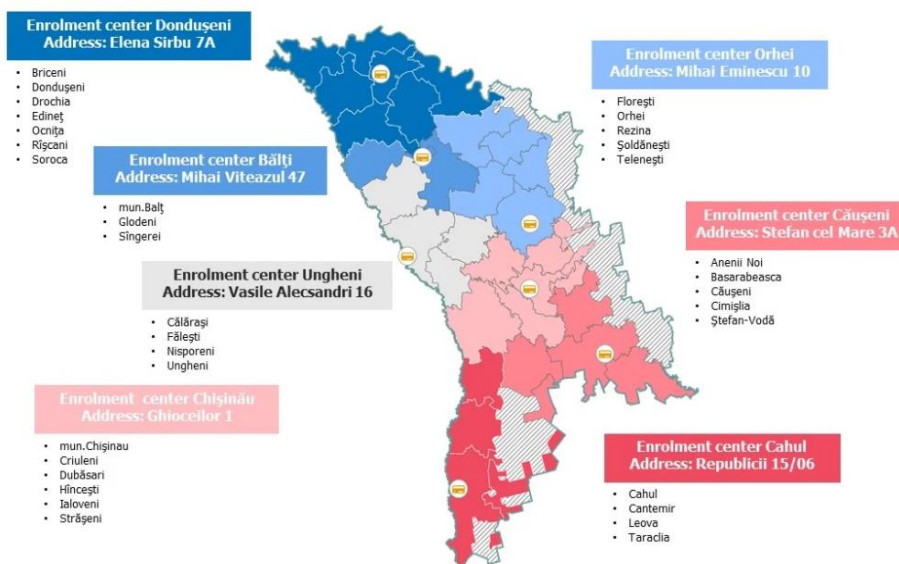 Enrolment center Dondușeni
Address: Elena Sirbu 7A
• Briceni
• Dondușeni
• Drochia
• Edineț
• Ocnița
• Rîșcani
• Soroca
Enrolment center Bălți
Address: Mihai Viteazul 47
• mun.Balț
• Glodeni
• Sîngerei
Enrolment center Ungheni
Address: Vasile Alecsandri 16
• Călărași
• Fălești
• Nisporeni
• Ungheni
Enrolment center Chișinău
Address: Ghioceilor 1
• mun.Chișinau
• Criuleni
• Dubăsari
• Hîncești
• Ialoveni
• Strășeni
Enrolment center Orhei
Address: Mihai Eminescu 10
• Florești
• Orhei
• Rezina
• Șoldănești
• Telenești
Enrolment center Căușeni
Address: Stefan cel Mare 3A
• Anenii Noi
• Basarabeasca
• Căușeni
• Cimișlia
• Ștefan-Vodă
Enrolment center Cahul
Address: Republicii 15/06
• Cahul
• Cantemir
• Leova
• Taraclia